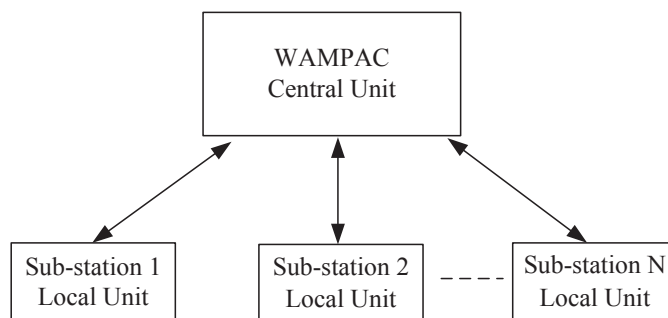 WAMPAC
Central Unit
Sub-station 1
Local Unit
Sub-station 2
Local Unit
Sub-station N
Local Unit